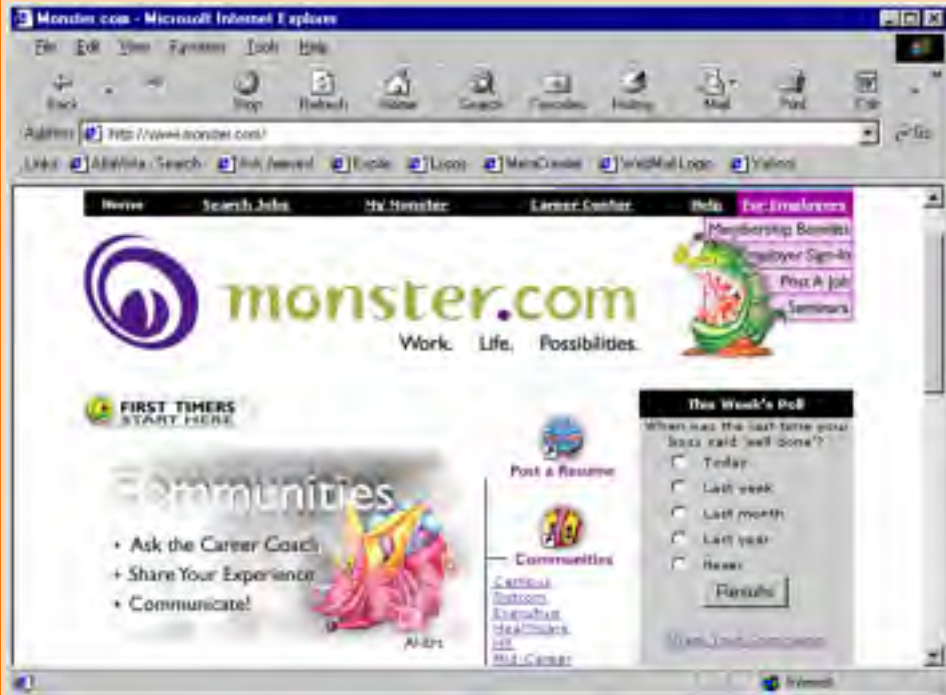 Monster.com - Microsoft Internet Explorer
File Edit View Favorites Tools Help
Back Stop Refresh Home Search Favorites History Mail Print Edit
Address http://www.monster.com/ Go
Links AltaVista - Search Ask Jeeves! Excite Lycos MetaCrawler WebMail Login Yahoo!
Home Search Jobs My Monster Career Center Help For Employers
Membership Benefits
Employer Sign-In
Post A Job
Seminars
monster.com
Work. Life. Possibilities.
FIRST TIMERS
START HERE
Communities
• Ask the Career Coach
• Share Your Experience
• Communicate!
Post a Resume
Communities
Campus
Executive
Healthcare
HR
Mid-Career
This Week's Poll
When was the last time your
boss said 'well done'?
Today
Last week
Last month
Last year
Never
Results
Internet